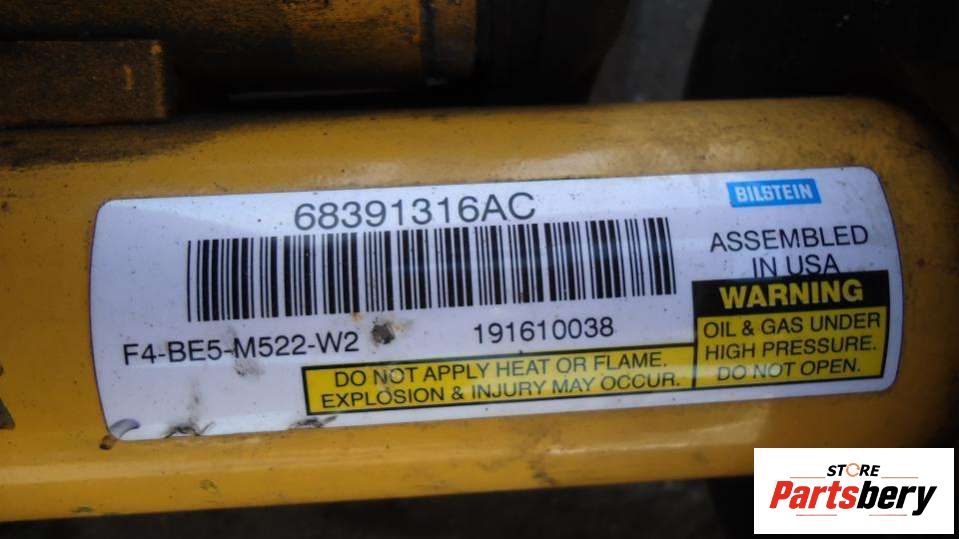 68391316AC
BILSTEIN
ASSEMBLED
IN USA
F4-BE5-M522-W2
191610038
DO NOT APPLY HEAT OR FLAME.
EXPLOSION & INJURY MAY OCCUR.
WARNING
OIL & GAS UNDER
HIGH PRESSURE.
DO NOT OPEN.
STORE
Partsbery